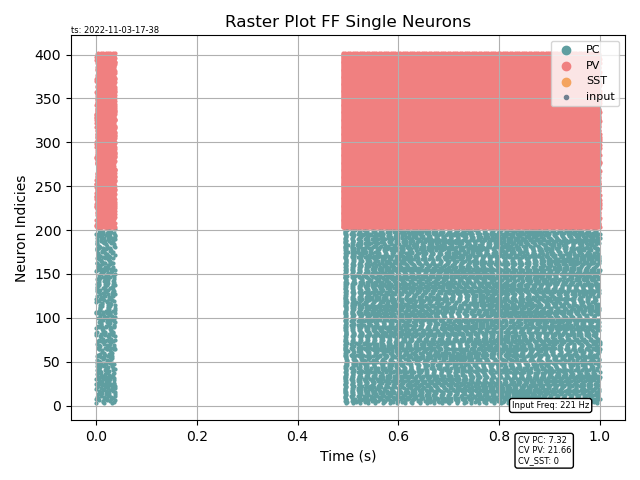 Raster Plot FF Single Neurons
ts: 2022-11-03-17-38
PC
PV
SST
input
Neuron Indicies
400
350
300
250
200
150
100
50
0
Input Freq: 221 Hz
0.0 0.2 0.4 0.6 0.8 1.0
Time (s)
CV PC: 7.32
CV PV: 21.66
CV_SST: 0